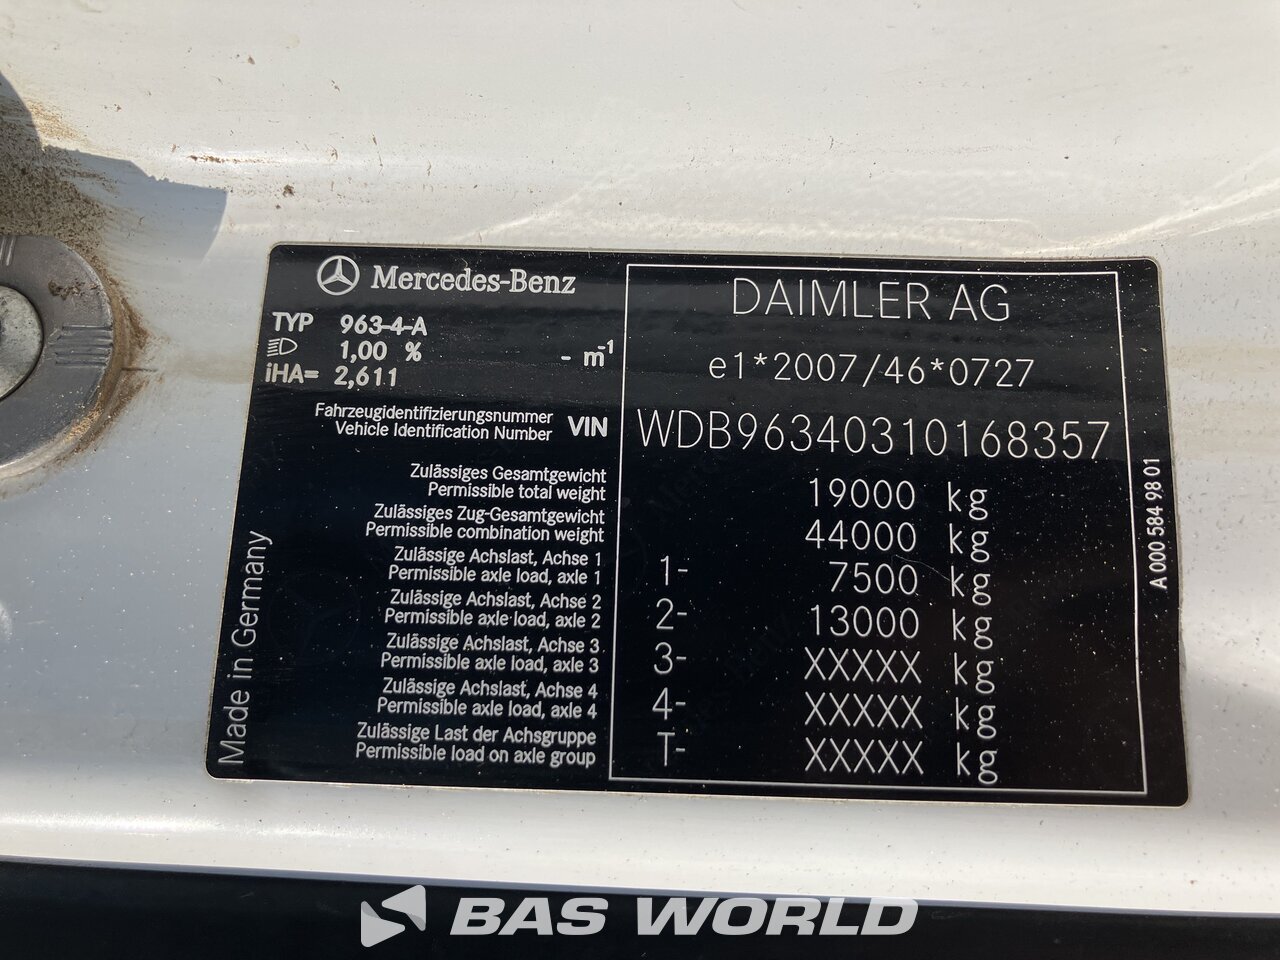 Mercedes-Benz
TYP 963-4-A
1,00 % - m-1
iHA= 2,611
DAIMLER AG
e1*2007/46*0727
Fahrzeugidentifizierungsnummer
Vehicle Identification Number VIN WDB96340310168357
Zulässiges Gesamtgewicht
Permissible total weight 19000 kg
Zulässiges Zug-Gesamtgewicht
Permissible combination weight 44000 kg
Zulässige Achslast, Achse 1
Permissible axle load, axle 1 1- 7500 kg
Zulässige Achslast, Achse 2
Permissible axle load, axle 2 2- 13000 kg
Zulässige Achslast, Achse 3
Permissible axle load, axle 3 3- XXXXX kg
Zulässige Achslast, Achse 4
Permissible axle load, axle 4 4- XXXXX kg
Zulässige Last der Achsgruppe
Permissible load on axle group T- XXXXX kg
Made in Germany
A 000 584 98 01
BAS WORLD